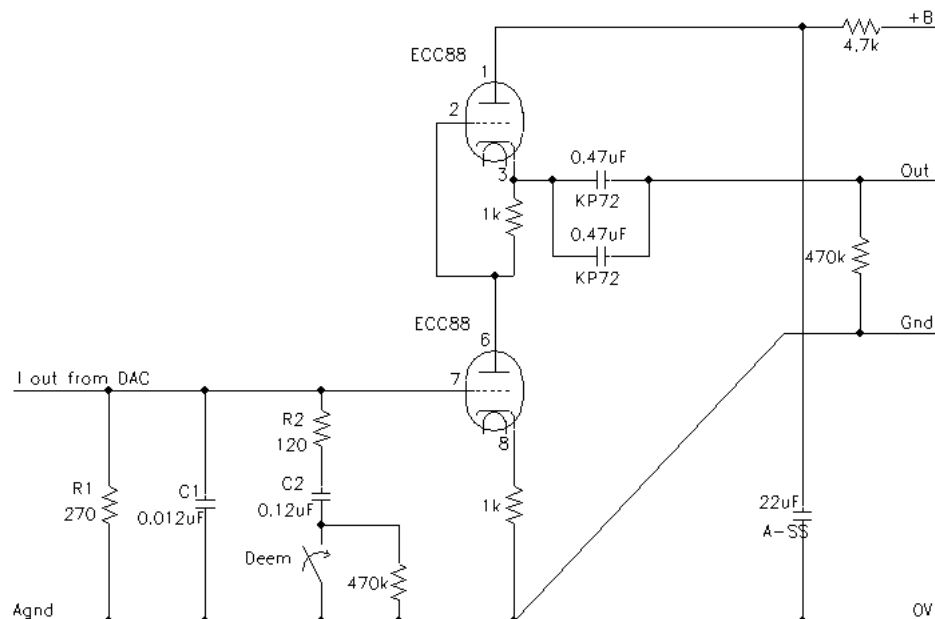 +B
4.7k
ECC88
1
2
3
0.47uF
KP72
Out
1k
0.47uF
KP72
470k
ECC88
Gnd
6
I out from DAC
7
R2
120
8
R1
270
C1
0.012uF
C2
0.12uF
1k
22uF
A-SS
Deem
470k
Agnd
0V